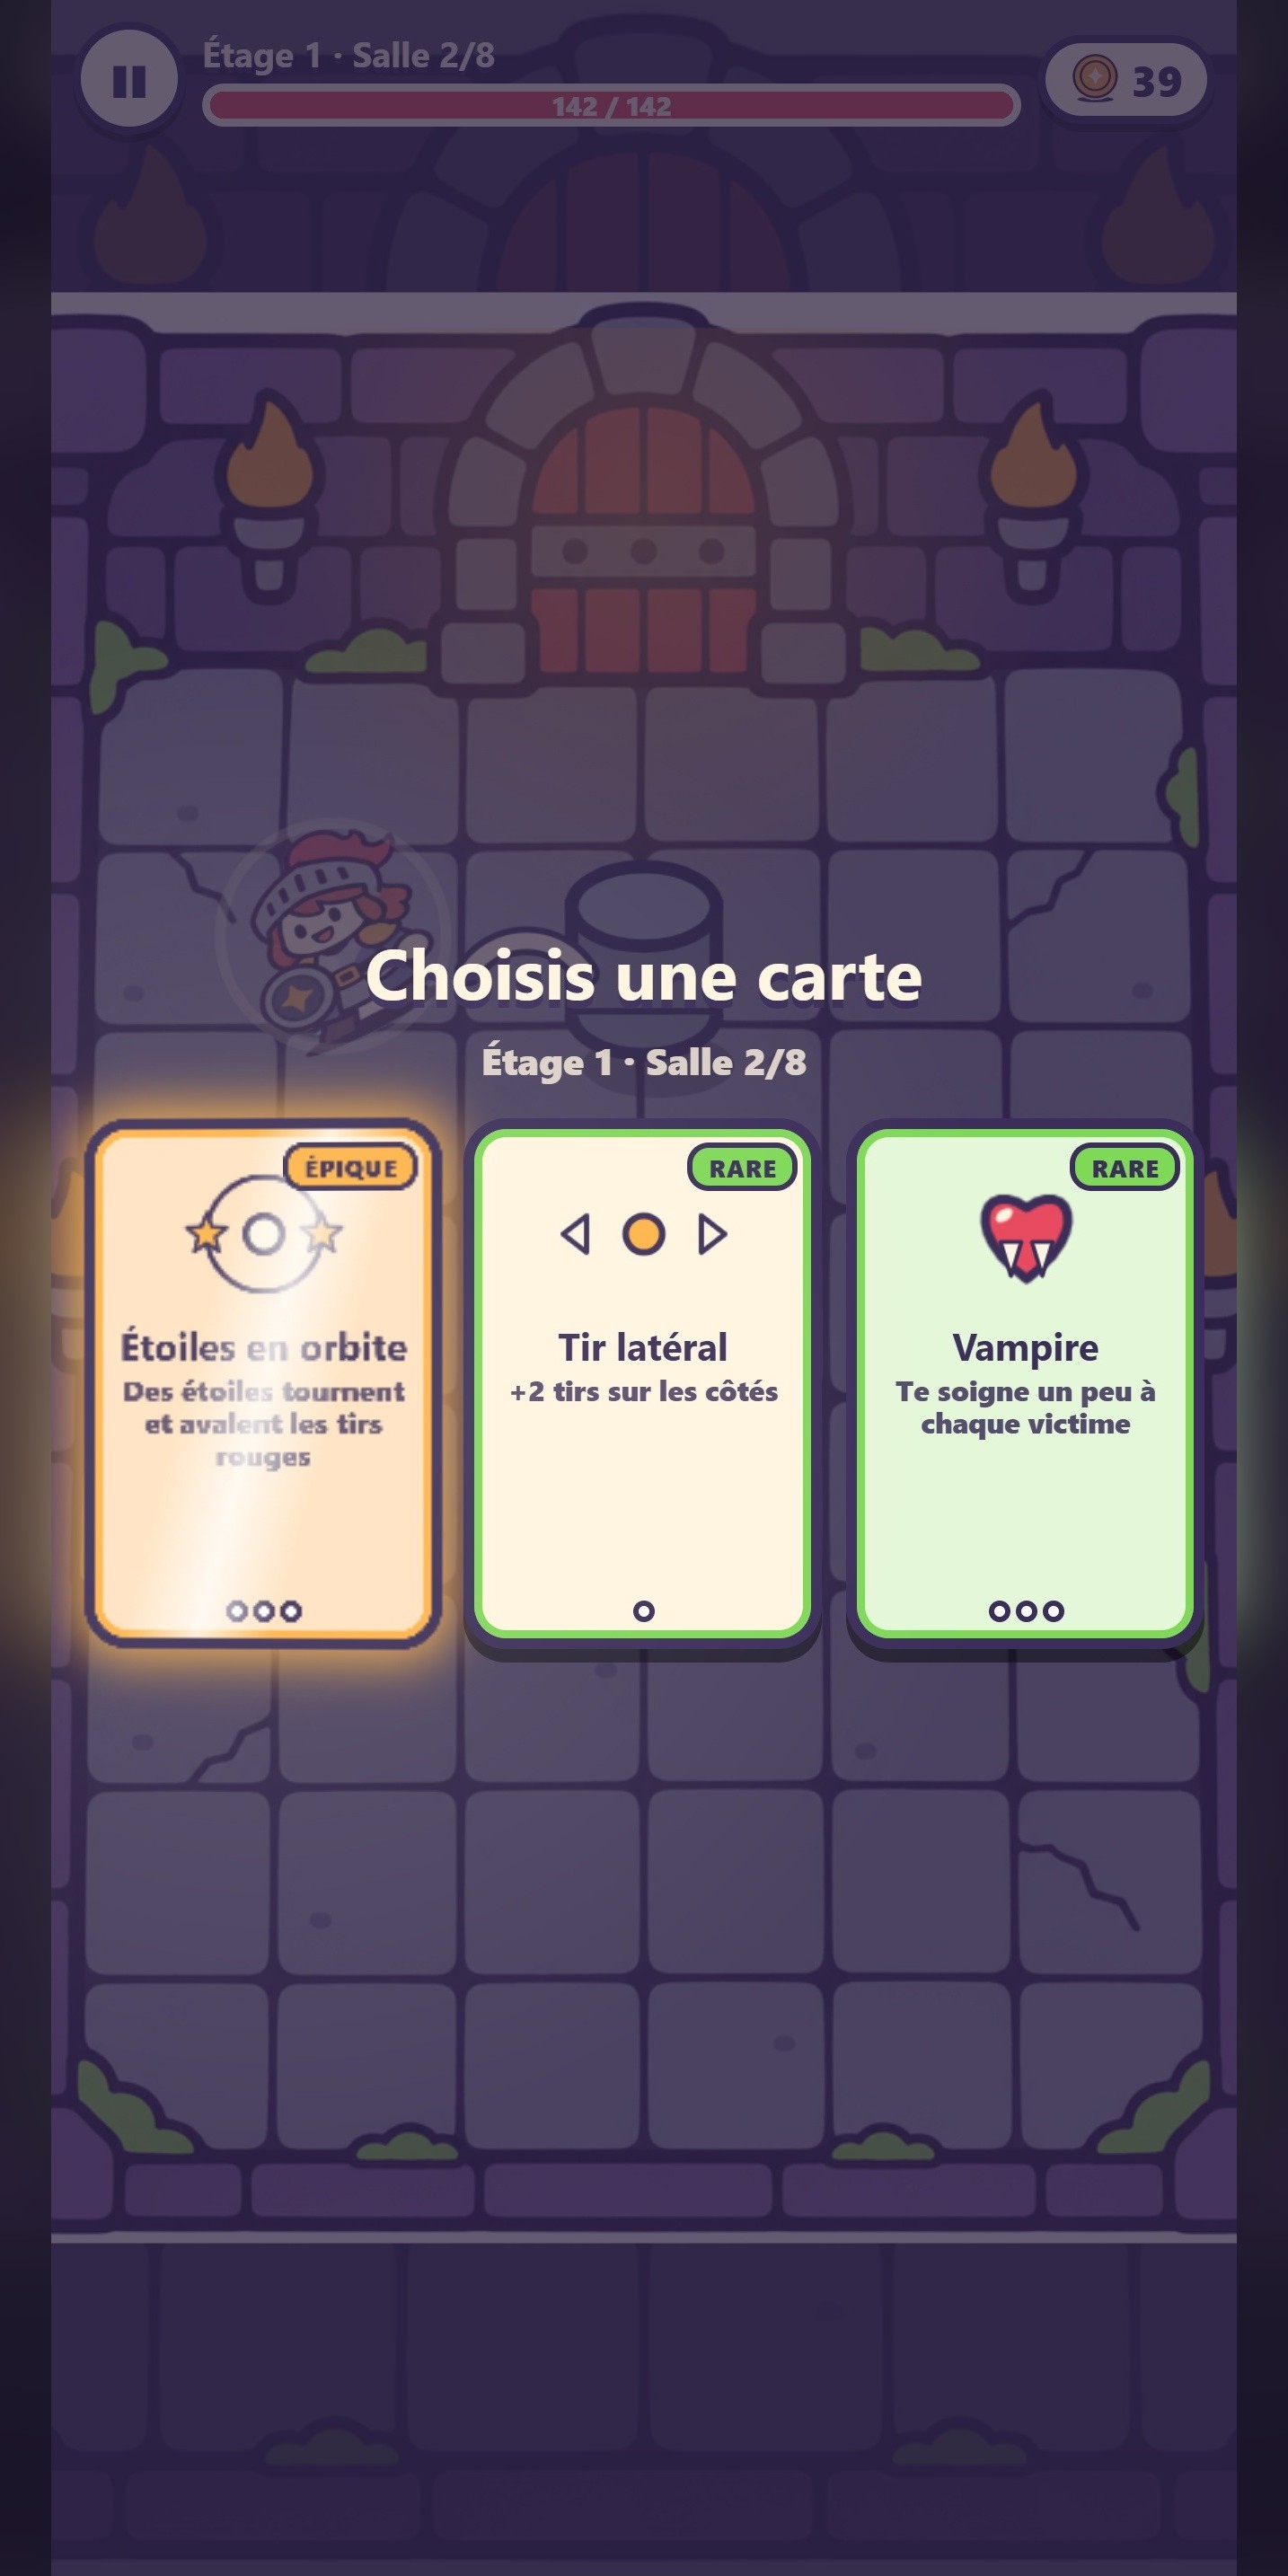 Étage 1 · Salle 2/8
142 / 142
39
Choisis une carte
Étage 1 · Salle 2/8
ÉPIQUE
Étoiles en orbite
Des étoiles tournent
et avalent les tirs
rouges
RARE
Tir latéral
+2 tirs sur les côtés
RARE
Vampire
Te soigne un peu à
chaque victime